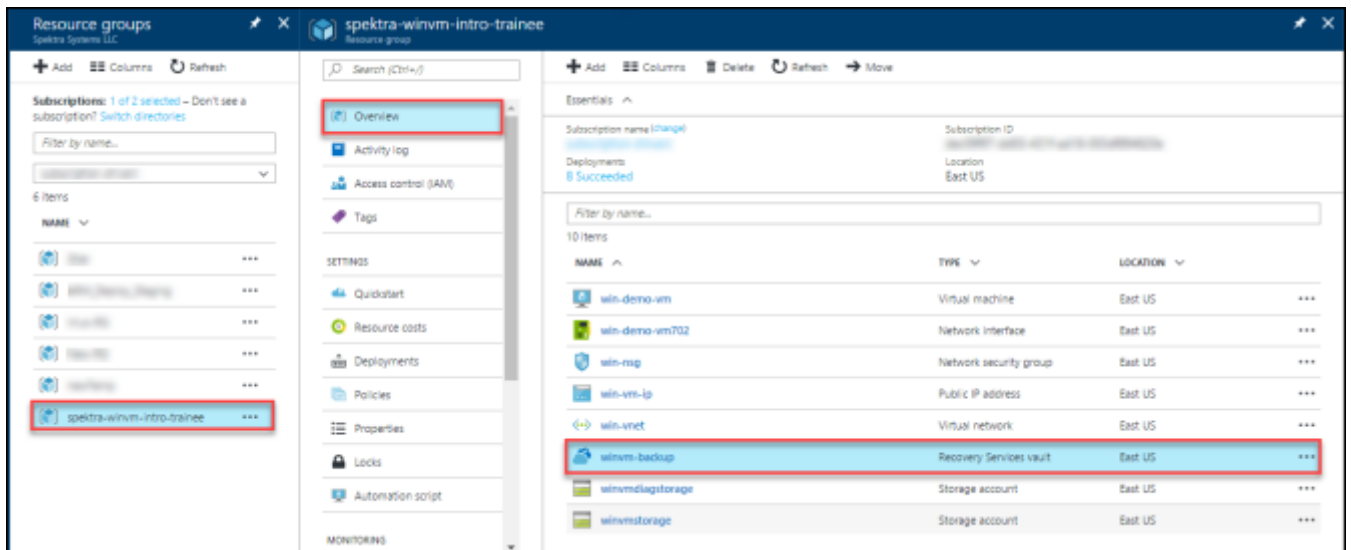 Resource groups
Spektra Systems LLC
Add Columns Refresh
Subscriptions: 1 of 2 selected – Don't see a
subscription? Switch directories
Filter by name...
6 items
NAME
spektra-winvm-intro-trainee
spektra-winvm-intro-trainee
Resource group
Search (Ctrl+/)
Overview
Activity log
Access control (IAM)
Tags
SETTINGS
Quickstart
Resource costs
Deployments
Policies
Properties
Locks
Automation script
MONITORING
Add Columns Delete Refresh Move
Essentials
Subscription name (change)
Subscription ID
Deployments
8 Succeeded
Location
East US
Filter by name...
10 items
NAME TYPE LOCATION
win-demo-vm Virtual machine East US
win-demo-vm702 Network interface East US
win-nsg Network security group East US
win-vm-ip Public IP address East US
win-vnet Virtual network East US
winvm-backup Recovery Services vault East US
winvmdiagstorage Storage account East US
winvmstorage Storage account East US